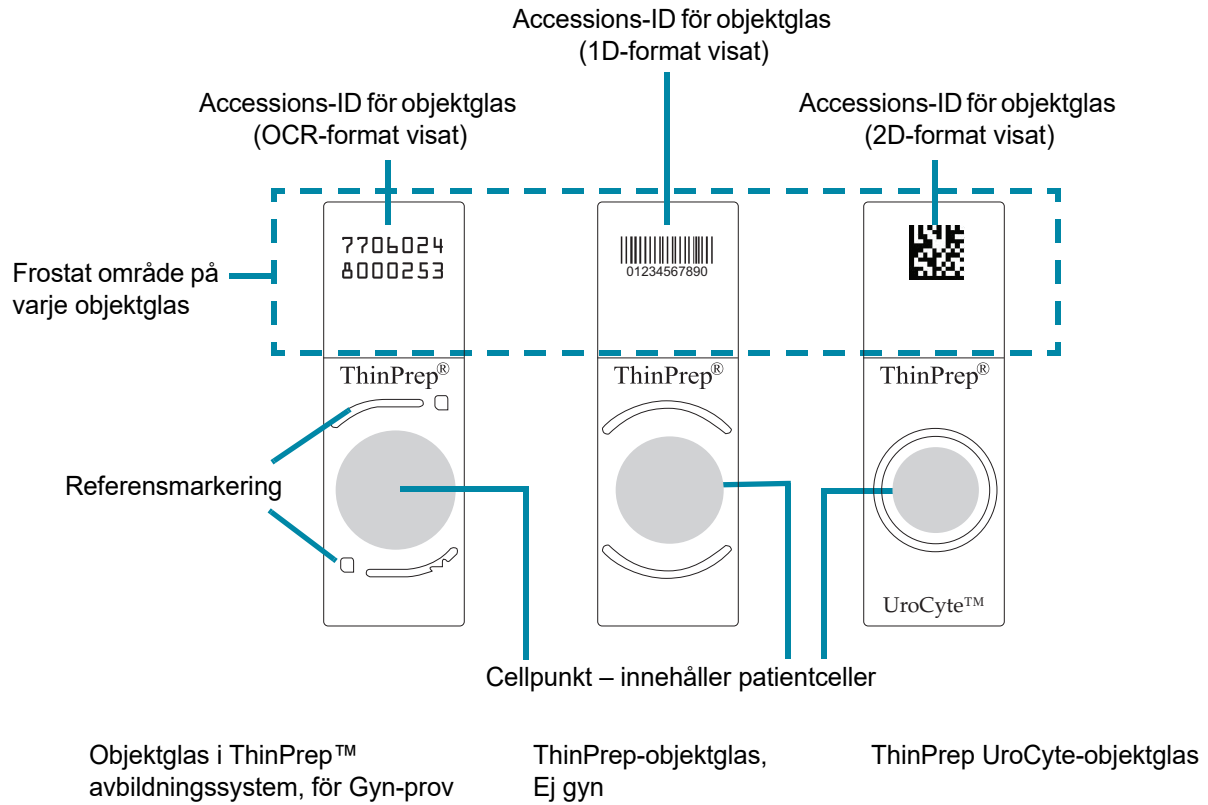 Accessions-ID för objektglas
(1D-format visat)
Accessions-ID för objektglas
(OCR-format visat)
Accessions-ID för objektglas
(2D-format visat)
7706024
8000253
01234567890
Frostat område på
varje objektglas
ThinPrep®
ThinPrep®
ThinPrep®
Referensmarkering
UroCyte™
Cellpunkt – innehåller patientceller
Objektglas i ThinPrep™
avbildningssystem, för Gyn-prov
ThinPrep-objektglas,
Ej gyn
ThinPrep UroCyte-objektglas